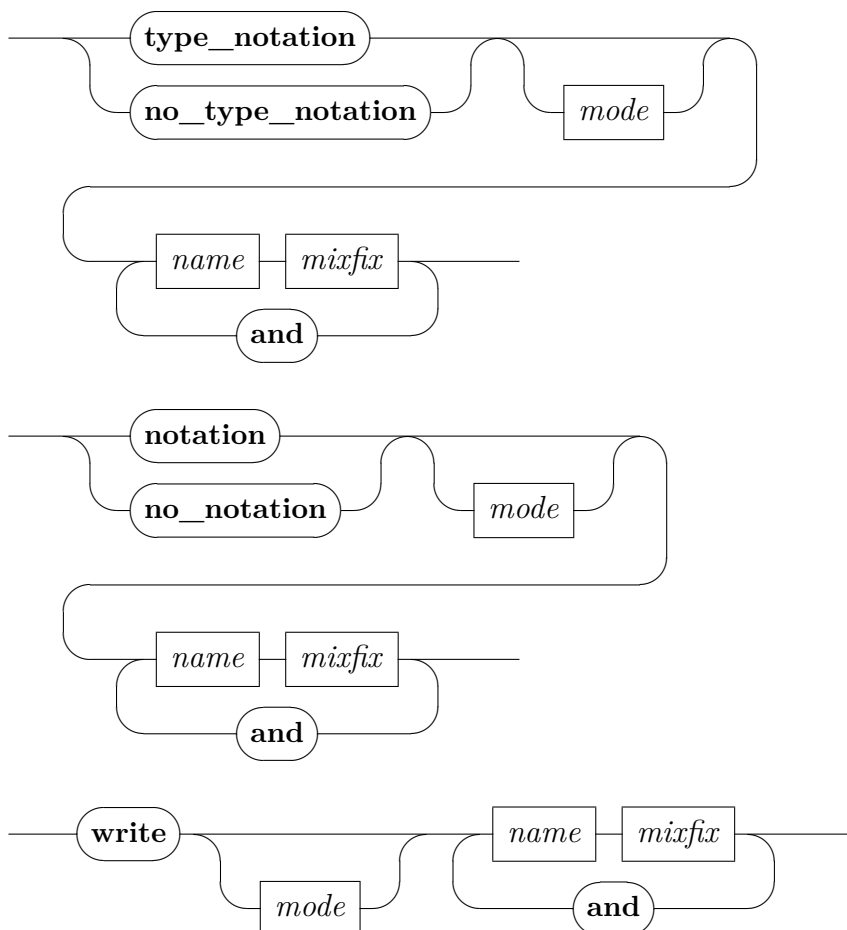 type_notation
no_type_notation mode
name mixfix
and
notation
no_notation mode
name mixfix
and
write name mixfix
mode and